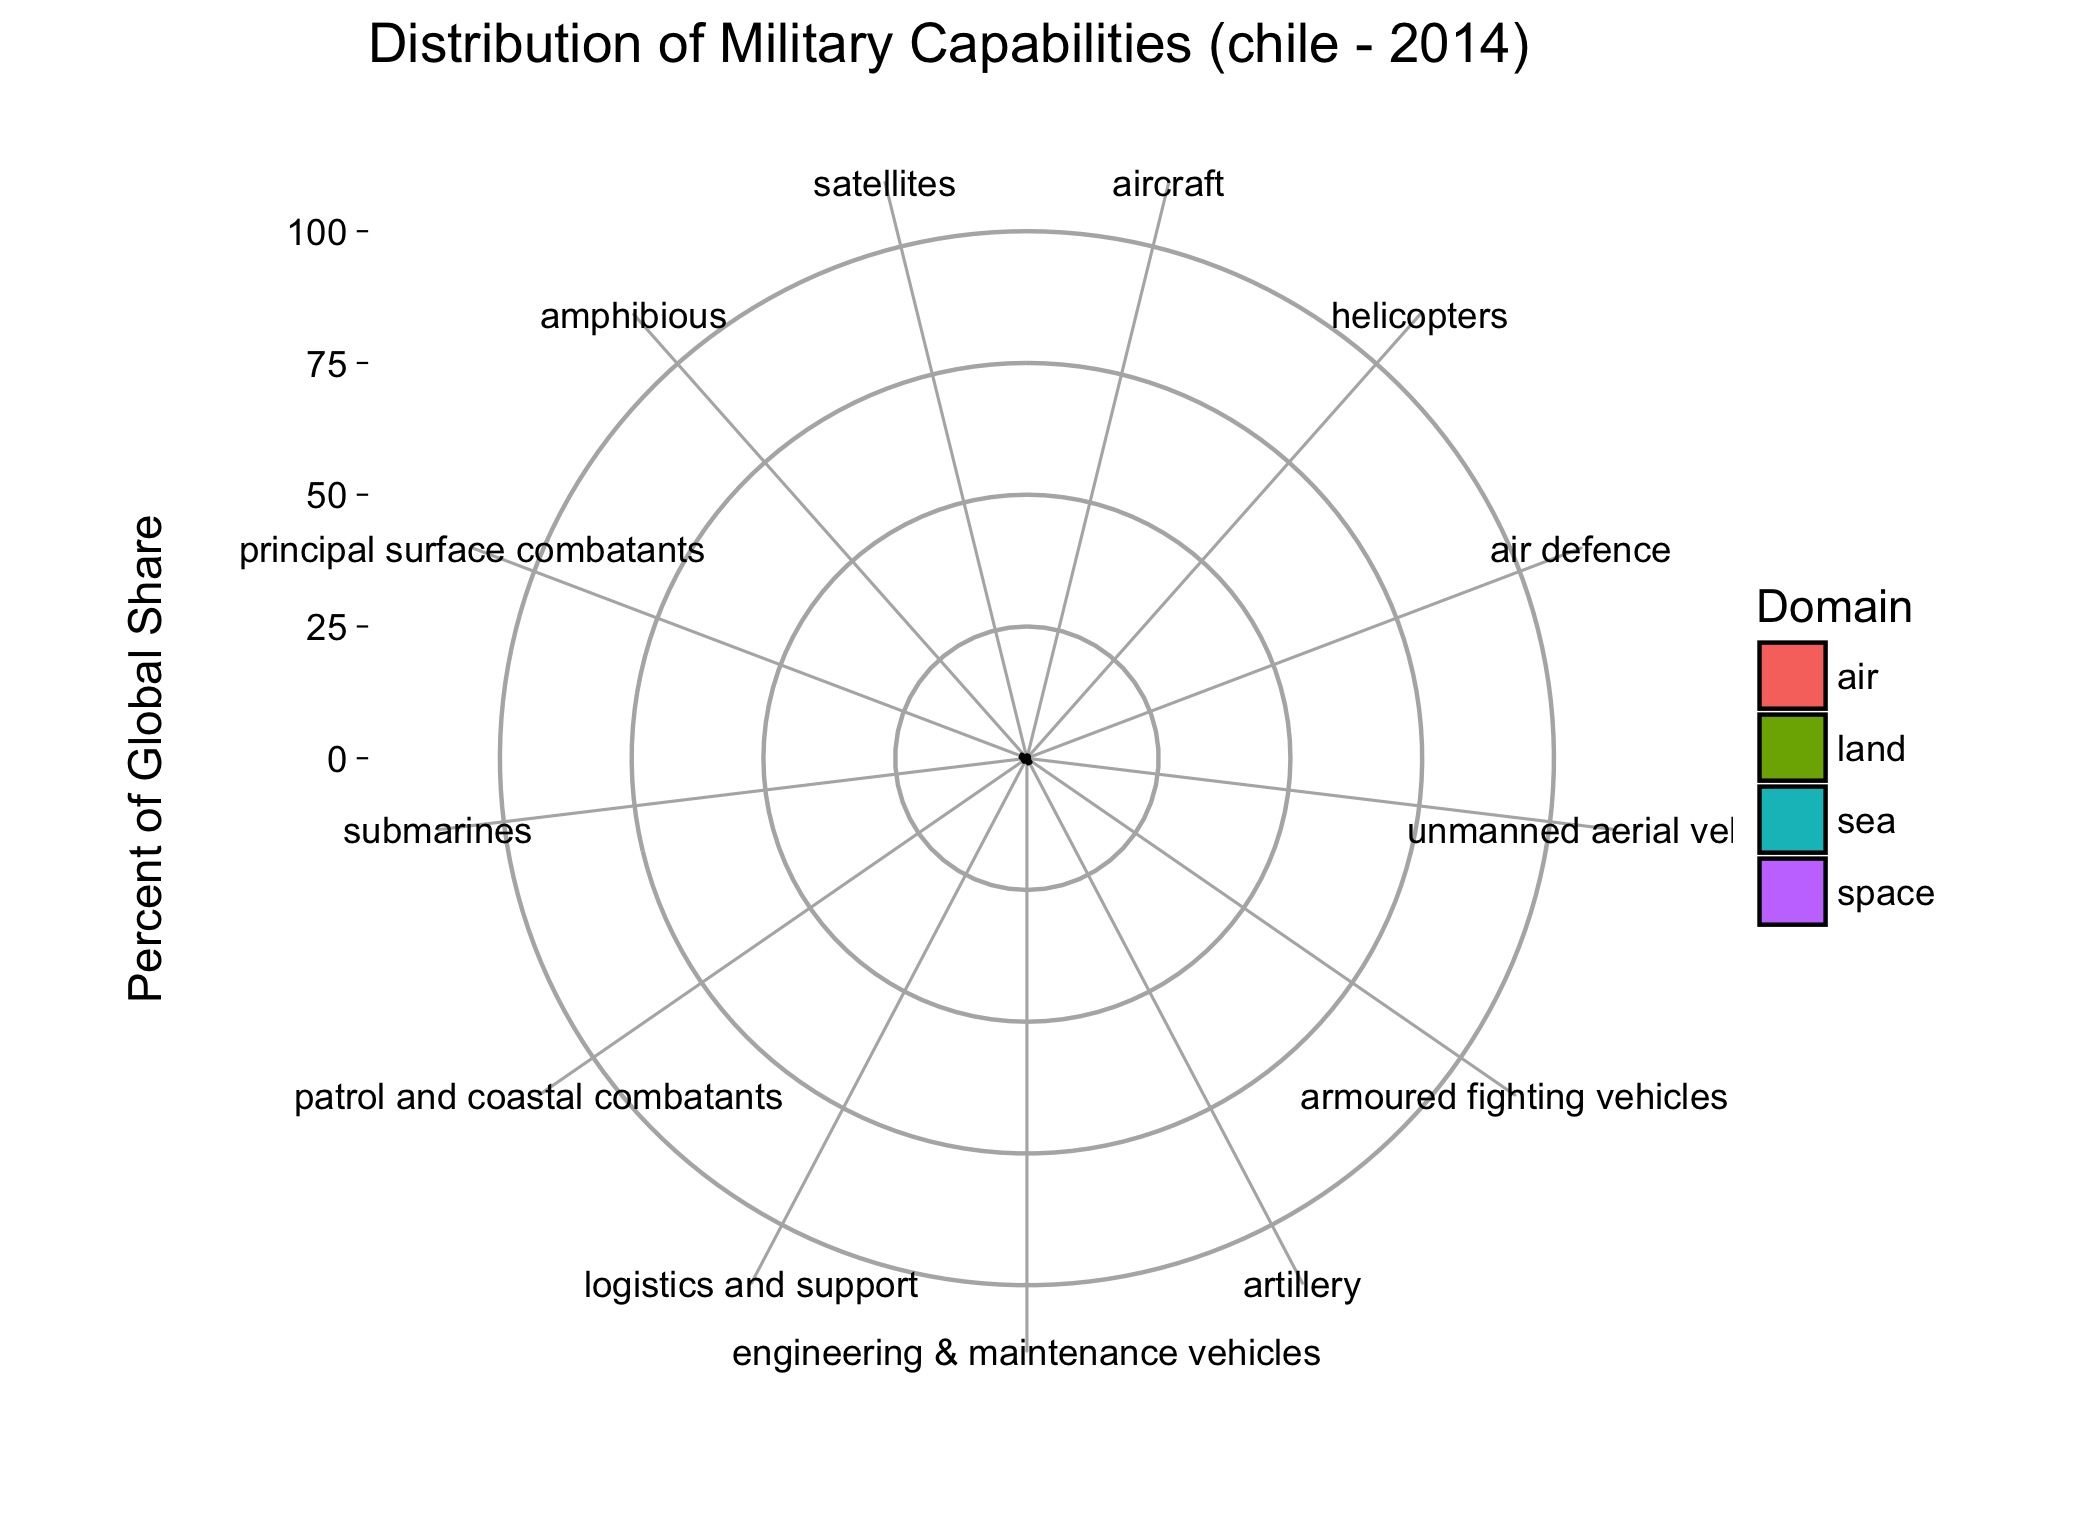 Distribution of Military Capabilities (chile - 2014)
satellites
aircraft
100
amphibious
helicopters
75
50
principal surface combatants
air defence
25
0
Percent of Global Share
submarines
unmanned aerial vel
patrol and coastal combatants
armoured fighting vehicles
logistics and support
artillery
engineering & maintenance vehicles
Domain
air
land
sea
space